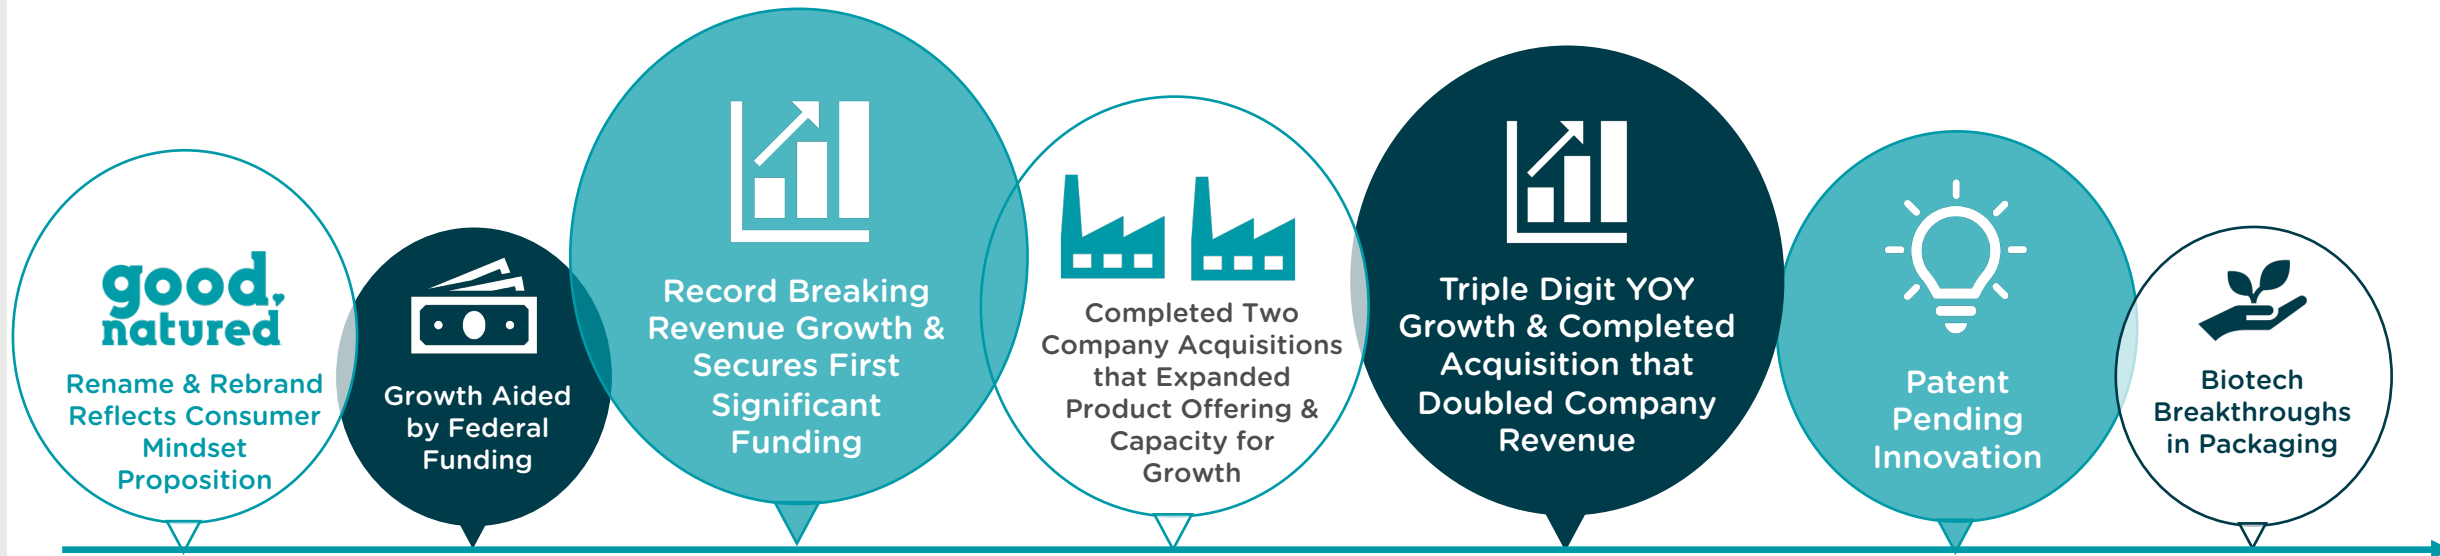 good,
natured
Rename & Rebrand
Reflects Consumer
Mindset
Proposition
Growth Aided
by Federal
Funding
Record Breaking
Revenue Growth &
Secures First
Significant
Funding
Completed Two
Company Acquisitions
that Expanded
Product Offering &
Capacity for
Growth
Triple Digit YOY
Growth & Completed
Acquisition that
Doubled Company
Revenue
Patent
Pending
Innovation
Biotech
Breakthroughs
in Packaging